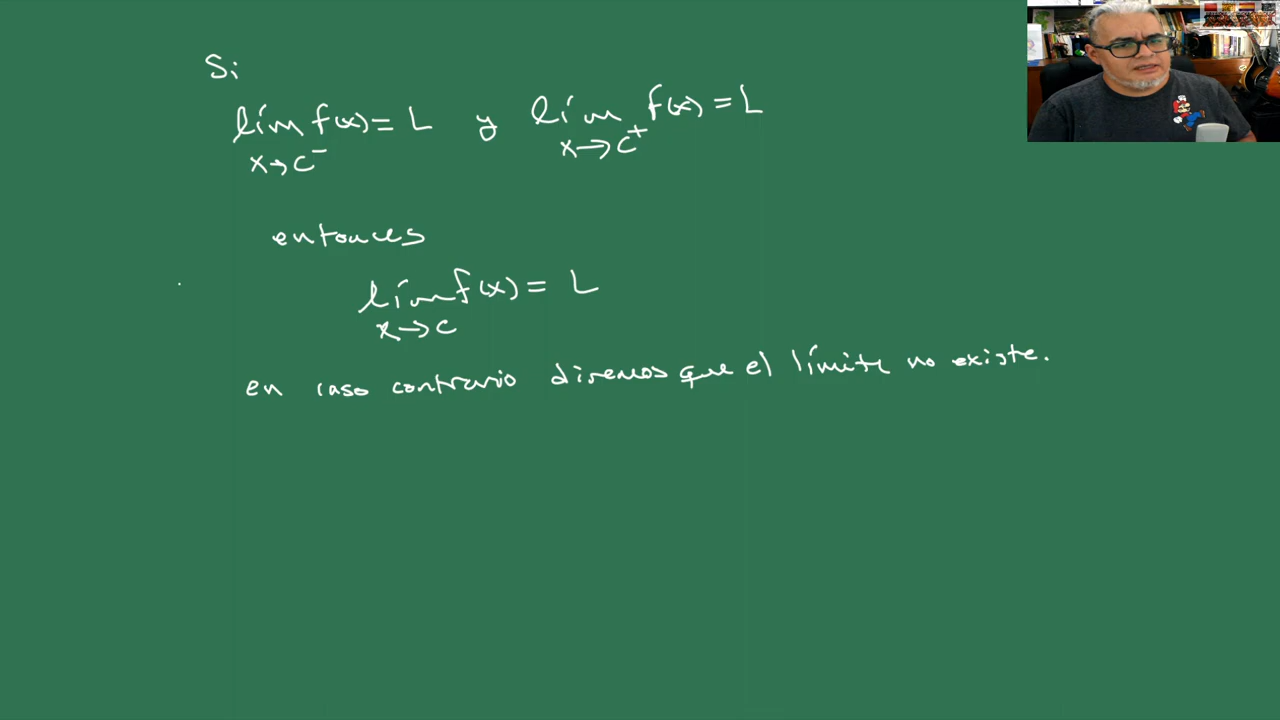 Si
lím f(x) = L y lím f(x) = L
x→c⁻ x→c⁺
entonces
lím f(x) = L
x→c
en caso contrario diremos que el límite no existe.